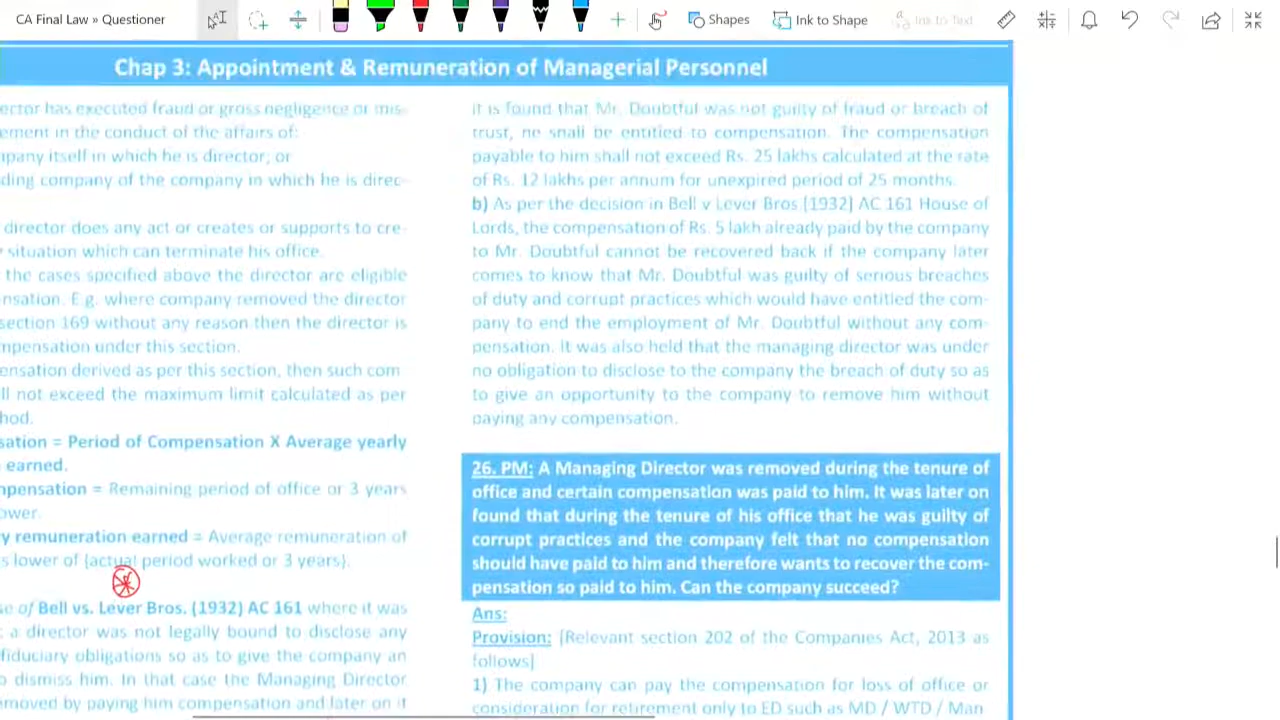 CA Final Law » Questioner
Shapes
Ink to Shape
Ink to Text
Chap 3: Appointment & Remuneration of Managerial Personnel
ector has executed fraud or gross negligence or mis-
ement in the conduct of the affairs of:
mpany itself in which he is director; or
ding company of the company in which he is direc-
director does any act or creates or supports to cre-
situation which can terminate his office.
the cases specified above the director are eligible
ensation. E.g. where company removed the director
section 169 without any reason then the director is
mpensation under this section.
ensation derived as per this section, then such com
ll not exceed the maximum limit calculated as per
hod.
sation = Period of Compensation X Average yearly
earned.
mpensation = Remaining period of office or 3 years
ower.
y remuneration earned = Average remuneration of
s lower of {actual period worked or 3 years}.
se of Bell vs. Lever Bros. (1932) AC 161 where it was
a director was not legally bound to disclose any
fiduciary obligations so as to give the company an
o dismiss him. In that case the Managing Director
moved by paying him compensation and later on it
it is found that Mr. Doubtful was not guilty of fraud or breach of
trust, he shall be entitled to compensation. The compensation
payable to him shall not exceed Rs. 25 lakhs calculated at the rate
of Rs. 12 lakhs per annum for unexpired period of 25 months.
b) As per the decision in Bell v Lever Bros [1932] AC 161 House of
Lords, the compensation of Rs. 5 lakh already paid by the company
to Mr. Doubtful cannot be recovered back if the company later
comes to know that Mr. Doubtful was guilty of serious breaches
of duty and corrupt practices which would have entitled the com-
pany to end the employment of Mr. Doubtful without any com-
pensation. It was also held that the managing director was under
no obligation to disclose to the company the breach of duty so as
to give an opportunity to the company to remove him without
paying any compensation.
26. PM: A Managing Director was removed during the tenure of
office and certain compensation was paid to him. It was later on
found that during the tenure of his office that he was guilty of
corrupt practices and the company felt that no compensation
should have paid to him and therefore wants to recover the com-
pensation so paid to him. Can the company succeed?
Ans:
Provision: [Relevant section 202 of the Companies Act, 2013 as
follows]
1) The company can pay the compensation for loss of office or
consideration for retirement only to ED such as MD / WTD / Man